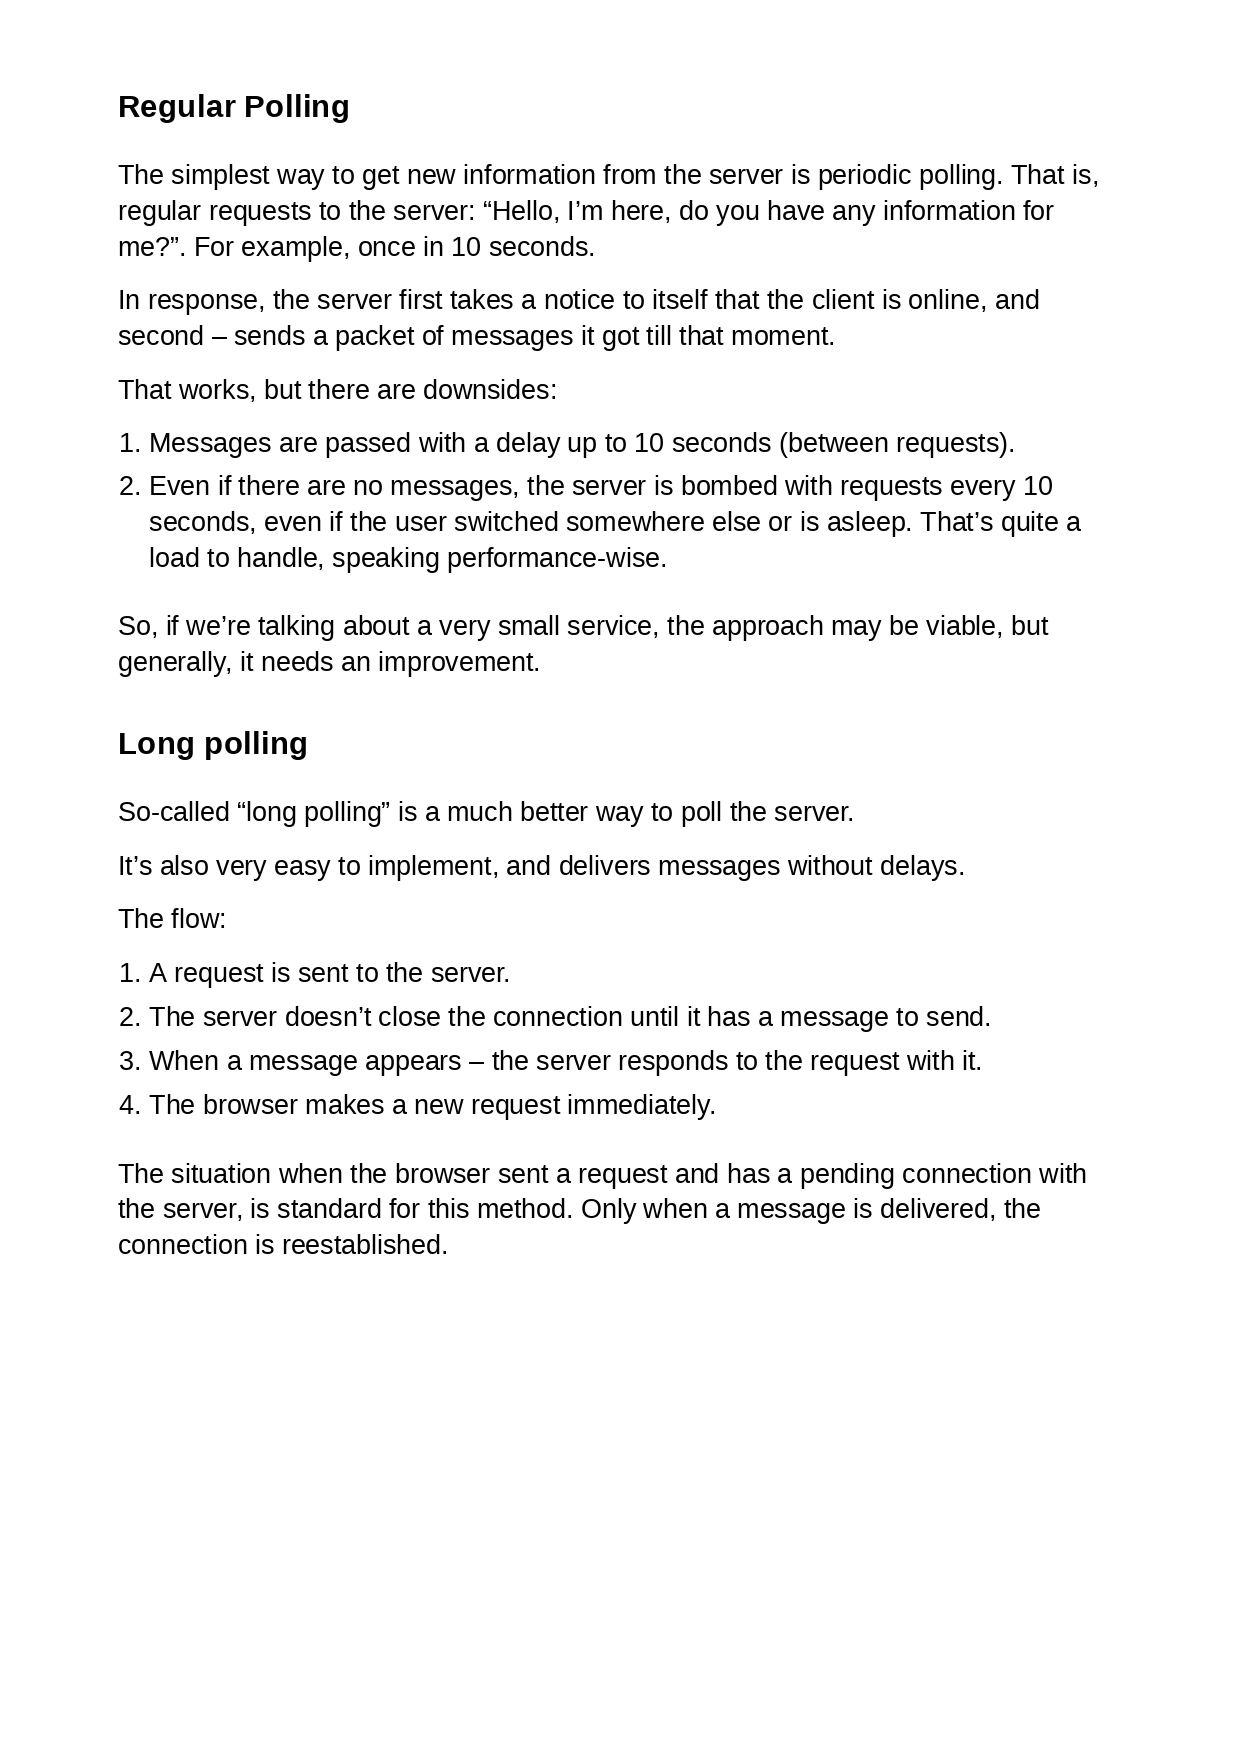 Regular Polling
The simplest way to get new information from the server is periodic polling. That is,
regular requests to the server: “Hello, I’m here, do you have any information for
me?”. For example, once in 10 seconds.
In response, the server first takes a notice to itself that the client is online, and
second – sends a packet of messages it got till that moment.
That works, but there are downsides:
1. Messages are passed with a delay up to 10 seconds (between requests).
2. Even if there are no messages, the server is bombed with requests every 10
seconds, even if the user switched somewhere else or is asleep. That’s quite a
load to handle, speaking performance-wise.
So, if we’re talking about a very small service, the approach may be viable, but
generally, it needs an improvement.
Long polling
So-called “long polling” is a much better way to poll the server.
It’s also very easy to implement, and delivers messages without delays.
The flow:
1. A request is sent to the server.
2. The server doesn’t close the connection until it has a message to send.
3. When a message appears – the server responds to the request with it.
4. The browser makes a new request immediately.
The situation when the browser sent a request and has a pending connection with
the server, is standard for this method. Only when a message is delivered, the
connection is reestablished.